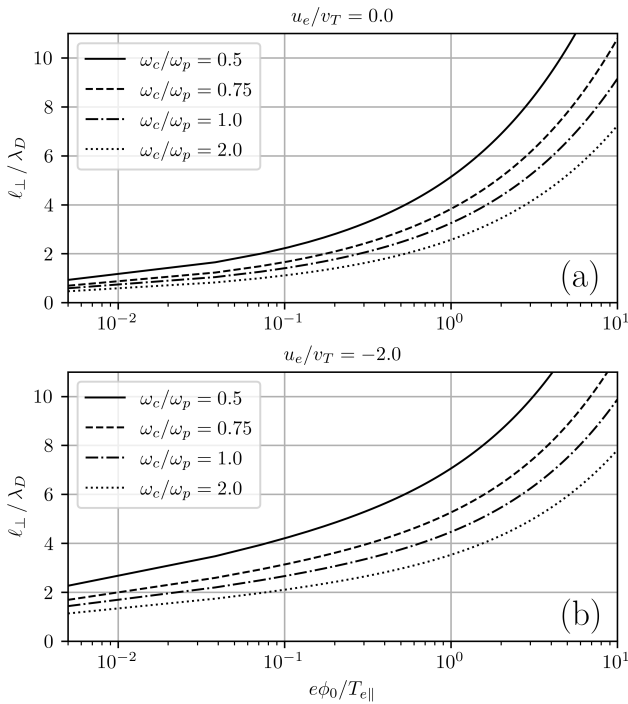 u_e/v_T = 0.0
ω_c/ω_p = 0.5
ω_c/ω_p = 0.75
ω_c/ω_p = 1.0
ω_c/ω_p = 2.0
10
8
6
4
2
0
ℓ_⊥ / λ_D
(a)
10^{-2}
10^{-1}
10^0
10^1
u_e/v_T = −2.0
ω_c/ω_p = 0.5
ω_c/ω_p = 0.75
ω_c/ω_p = 1.0
ω_c/ω_p = 2.0
10
8
6
4
2
0
ℓ_⊥ / λ_D
(b)
10^{-2}
10^{-1}
10^0
10^1
eϕ_0/T_{e∥}